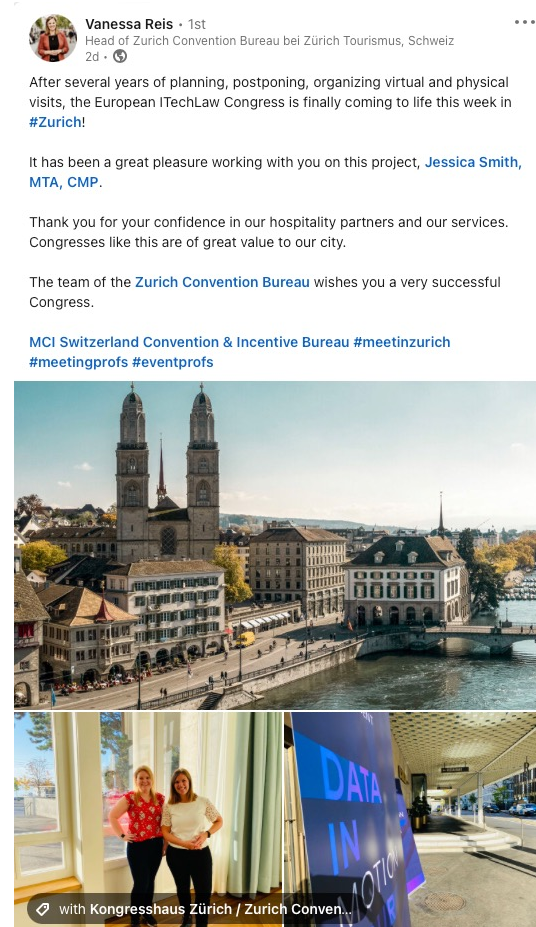 Vanessa Reis • 1st
Head of Zurich Convention Bureau bei Zürich Tourismus, Schweiz
2d •
After several years of planning, postponing, organizing virtual and physical
visits, the European ITechLaw Congress is finally coming to life this week in
#Zurich!
It has been a great pleasure working with you on this project, Jessica Smith,
MTA, CMP.
Thank you for your confidence in our hospitality partners and our services.
Congresses like this are of great value to our city.
The team of the Zurich Convention Bureau wishes you a very successful
Congress.
MCI Switzerland Convention & Incentive Bureau #meetinzurich
#meetingprofs #eventprofs
DATA
IN
MOTION
with Kongresshaus Zürich / Zurich Conven...